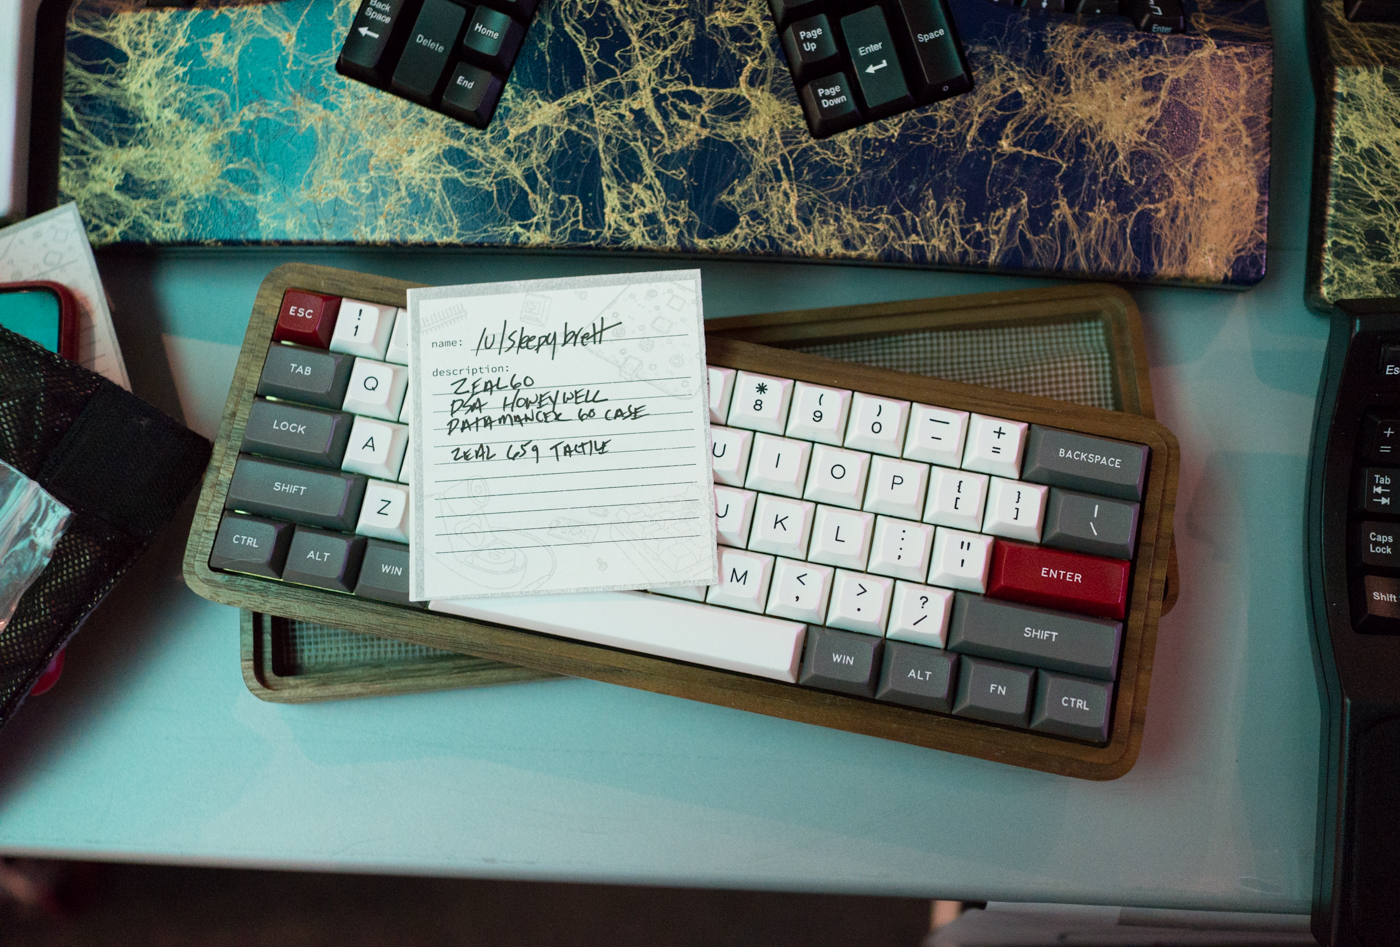 Back
Space
Delete
Home
End
Page
Up
Page
Down
Enter
Space
Enter
ESC
!
1
name: /u/sleepybrett
description:
ZEAL60
DSA HONEYWELL
DATAMANCER 60 CASE
ZEAL 65g TACTILE
*
8
(
9
)
0
_
-
+
=
BACKSPACE
TAB
Q
U
I
O
P
{
[
}
]
|
\
LOCK
A
J
K
L
:
;
"
'
ENTER
SHIFT
Z
M
<
,
>
.
?
/
SHIFT
CTRL
ALT
WIN
WIN
ALT
FN
CTRL
Es
+
=
Tab
Caps
Lock
Shift